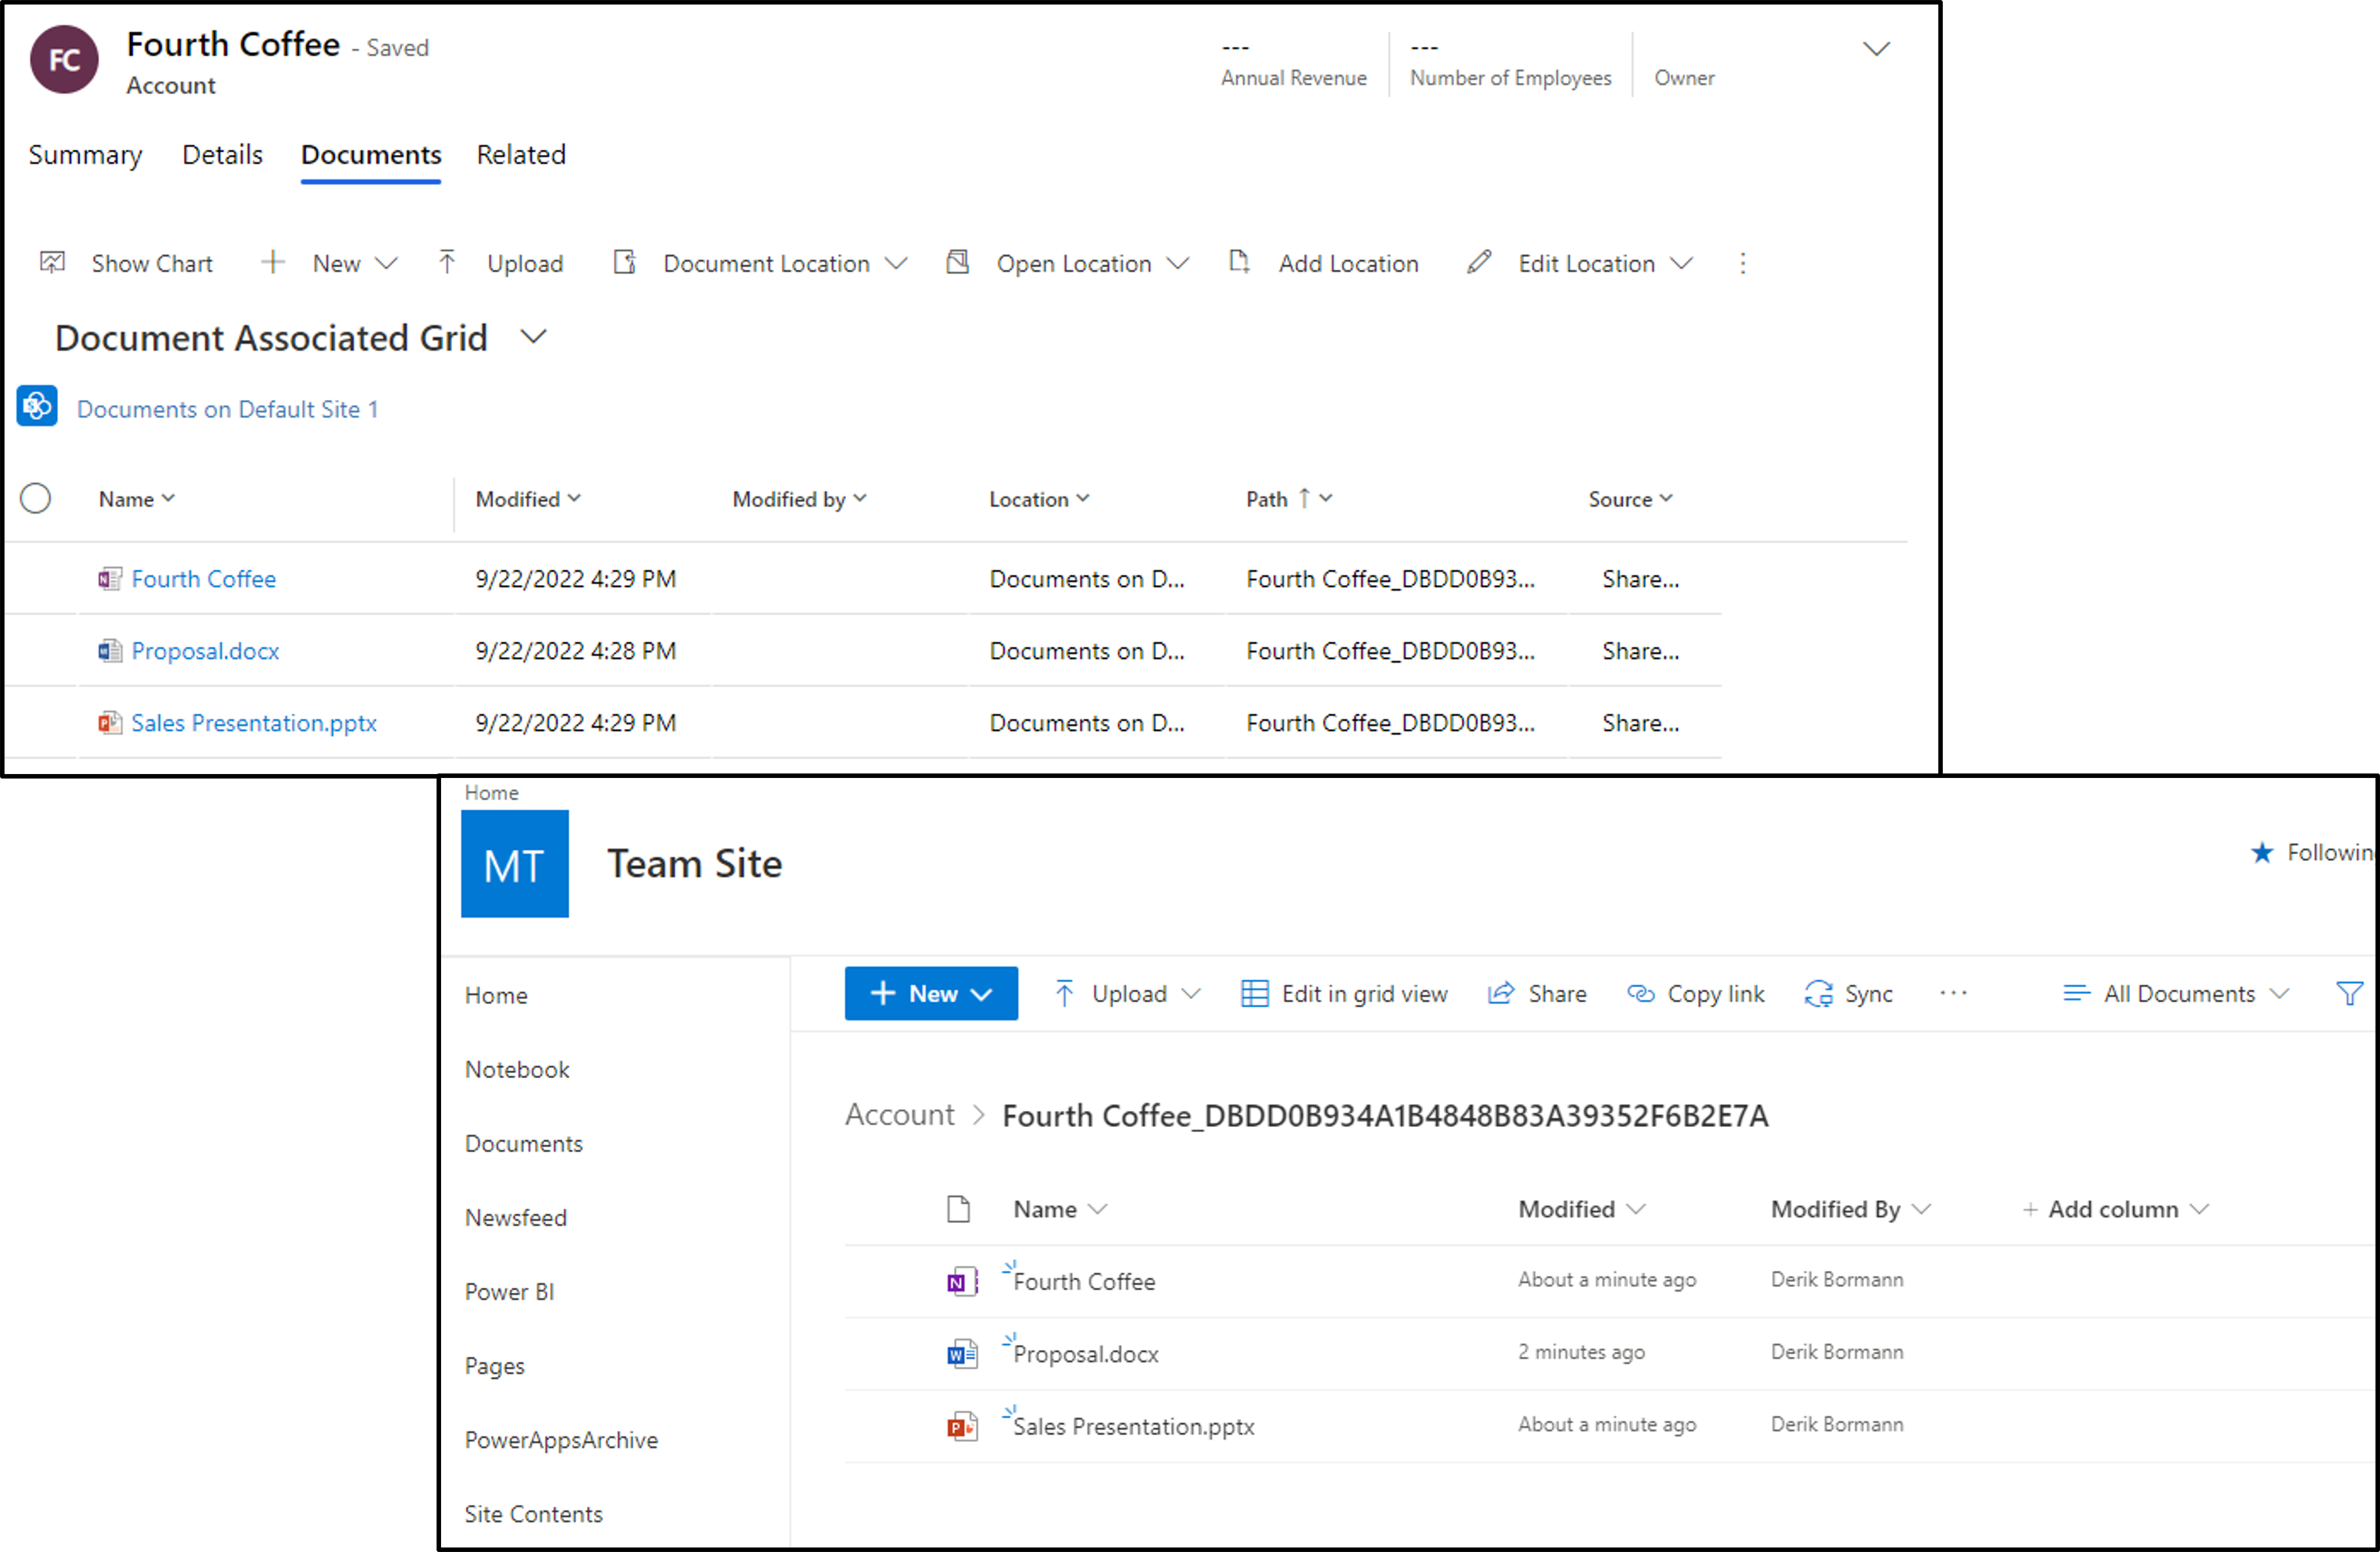 FC
Fourth Coffee - Saved
Account
--- --- 
Annual Revenue Number of Employees Owner
Summary Details Documents Related
Show Chart New Upload Document Location Open Location Add Location Edit Location
Document Associated Grid
Documents on Default Site 1
Name Modified Modified by Location Path ↑ Source
Fourth Coffee 9/22/2022 4:29 PM Documents on D... Fourth Coffee_DBDD0B93... Share...
Proposal.docx 9/22/2022 4:28 PM Documents on D... Fourth Coffee_DBDD0B93... Share...
Sales Presentation.pptx 9/22/2022 4:29 PM Documents on D... Fourth Coffee_DBDD0B93... Share...
Home
MT
Team Site
Followin
Home
Notebook
Documents
Newsfeed
Power BI
Pages
PowerAppsArchive
Site Contents
+ New Upload Edit in grid view Share Copy link Sync ... All Documents
Account > Fourth Coffee_DBDD0B934A1B4848B83A39352F6B2E7A
Name Modified Modified By + Add column
Fourth Coffee About a minute ago Derik Bormann
Proposal.docx 2 minutes ago Derik Bormann
Sales Presentation.pptx About a minute ago Derik Bormann